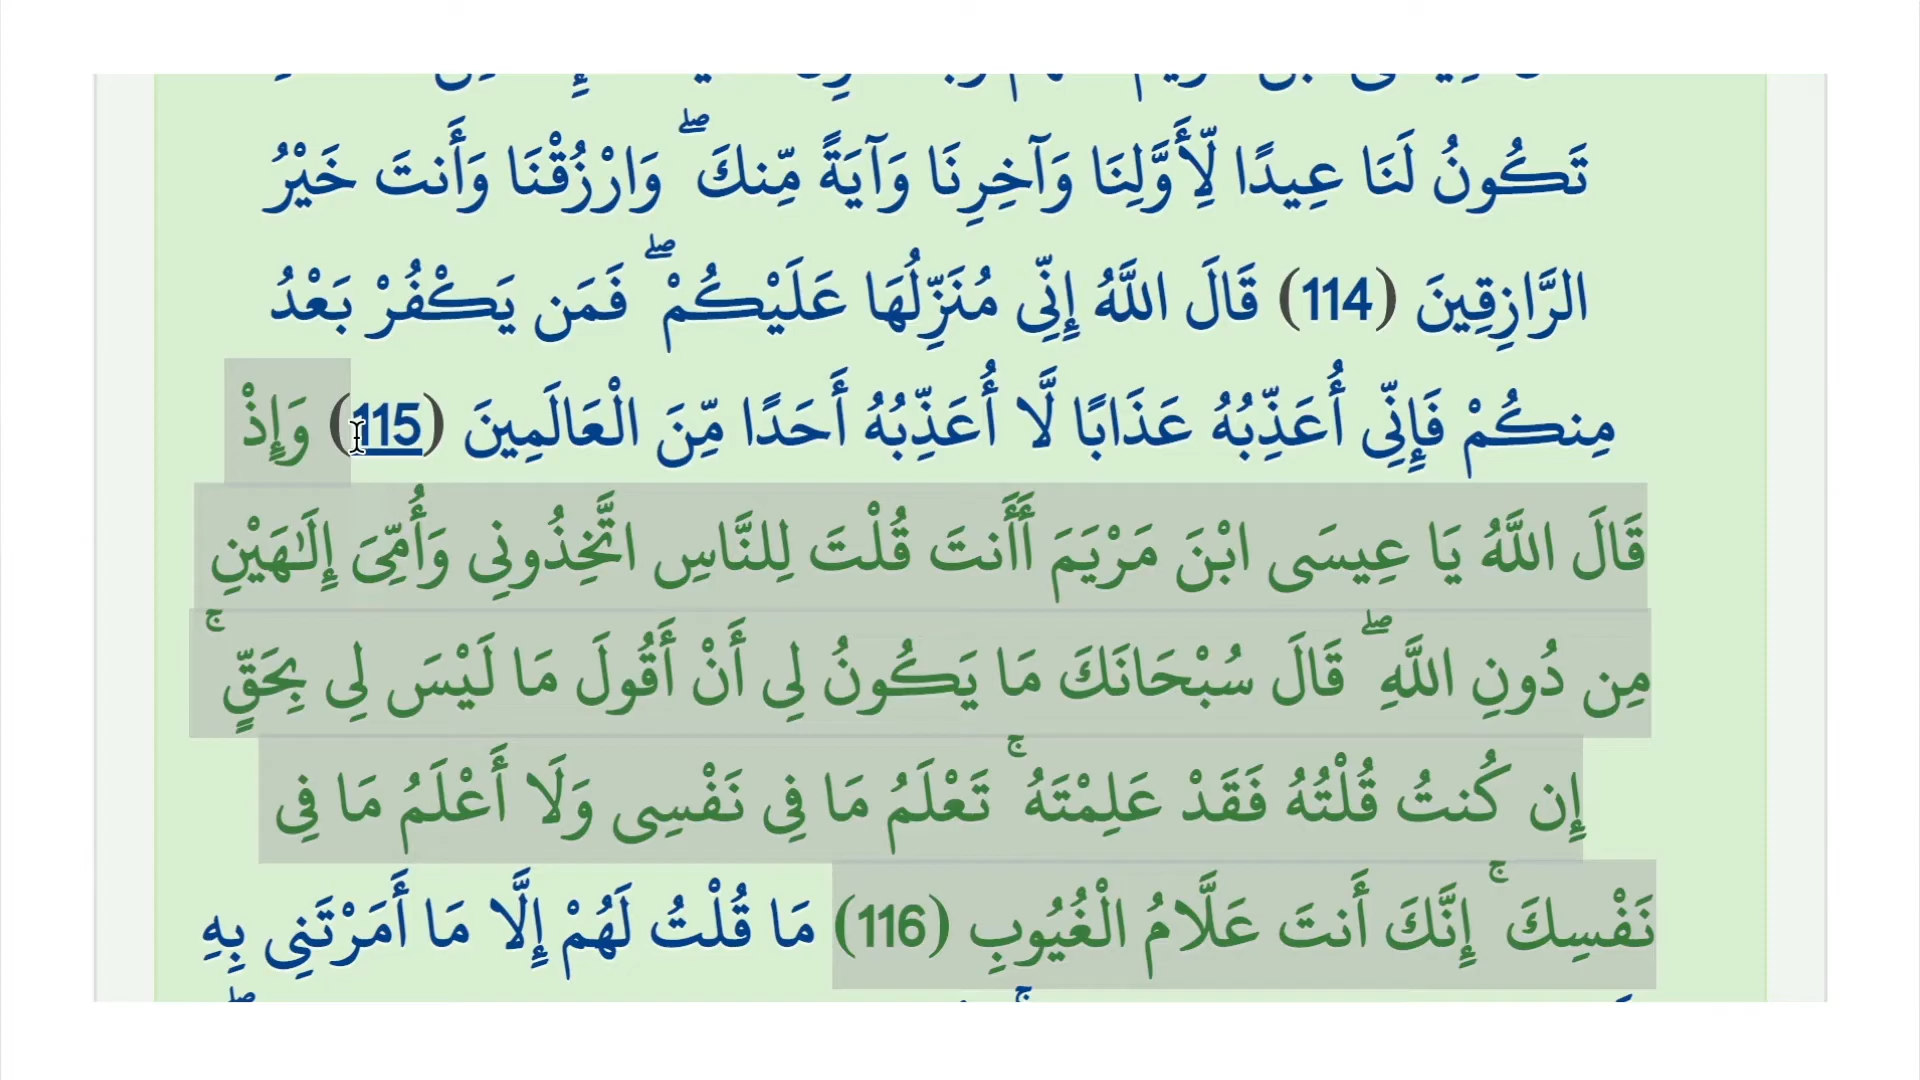 تَكُونُ لَنَا عِيدًا لِّأَوَّلِنَا وَآخِرِنَا وَآيَةً مِّنكَ ۖ وَارْزُقْنَا وَأَنتَ خَيْرُ
الرَّازِقِينَ (114) قَالَ اللَّهُ إِنِّي مُنَزِّلُهَا عَلَيْكُمْ ۖ فَمَن يَكْفُرْ بَعْدُ
مِنكُمْ فَإِنِّي أُعَذِّبُهُ عَذَابًا لَّا أُعَذِّبُهُ أَحَدًا مِّنَ الْعَالَمِينَ (115) وَإِذْ
قَالَ اللَّهُ يَا عِيسَى ابْنَ مَرْيَمَ أَأَنتَ قُلْتَ لِلنَّاسِ اتَّخِذُونِي وَأُمِّيَ إِلَٰهَيْنِ
مِن دُونِ اللَّهِ ۖ قَالَ سُبْحَانَكَ مَا يَكُونُ لِي أَنْ أَقُولَ مَا لَيْسَ لِي بِحَقٍّ ۚ
إِن كُنتُ قُلْتُهُ فَقَدْ عَلِمْتَهُ ۚ تَعْلَمُ مَا فِي نَفْسِي وَلَا أَعْلَمُ مَا فِي
نَفْسِكَ ۚ إِنَّكَ أَنتَ عَلَّامُ الْغُيُوبِ (116) مَا قُلْتُ لَهُمْ إِلَّا مَا أَمَرْتَنِي بِهِ